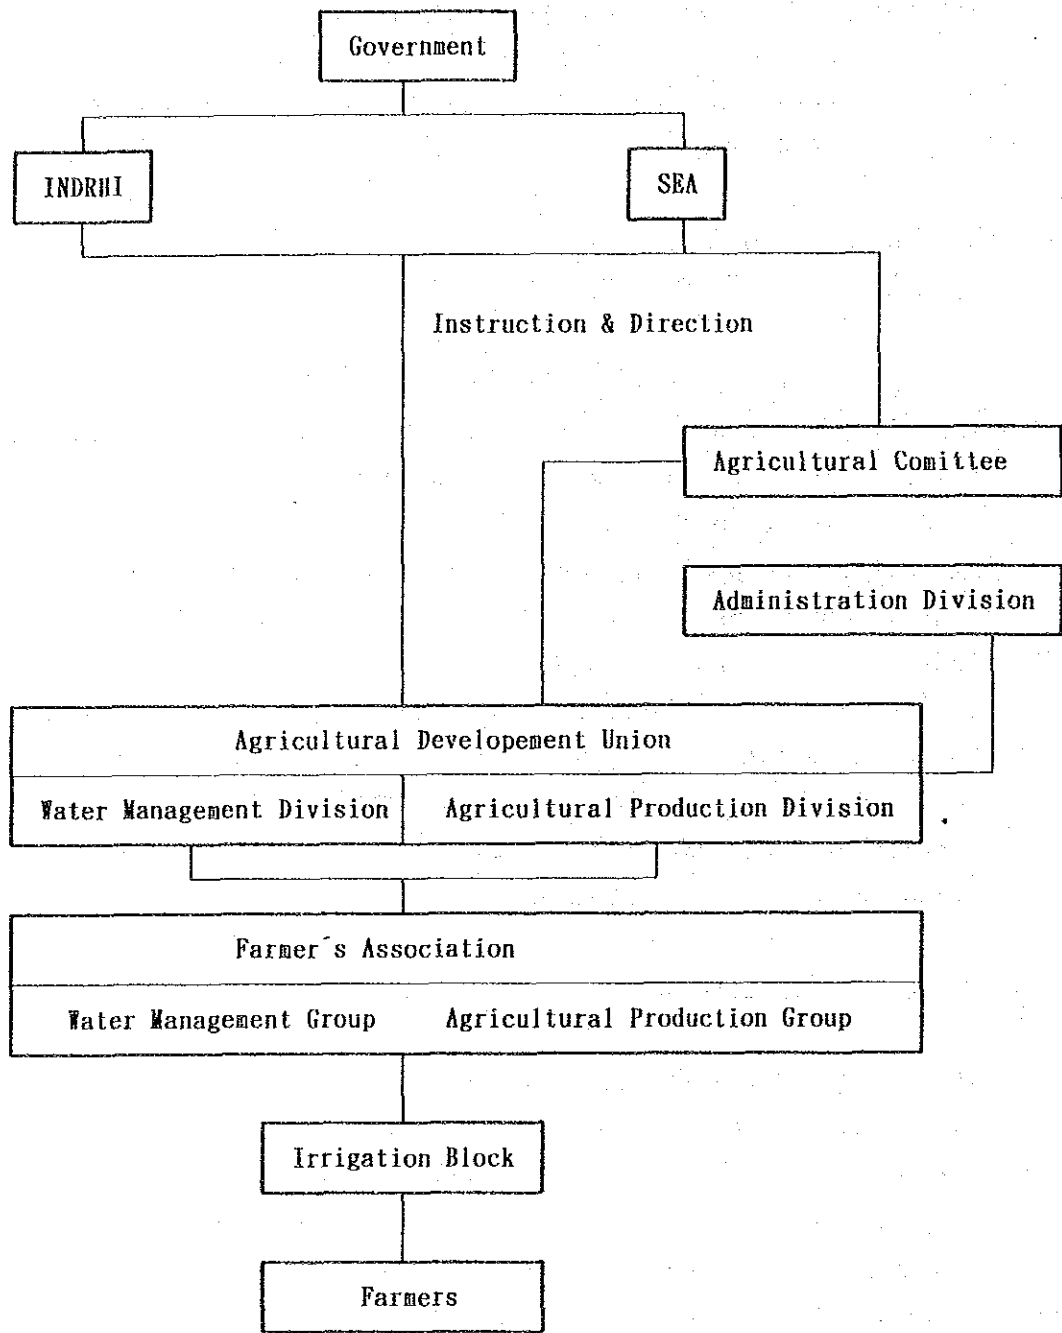 Government
INDRHI
SEA
Instruction & Direction
Agricultural Comittee
Administration Division
Agricultural Developement Union
Water Management Division
Agricultural Production Division
Farmer´s Association
Water Management Group
Agricultural Production Group
Irrigation Block
Farmers